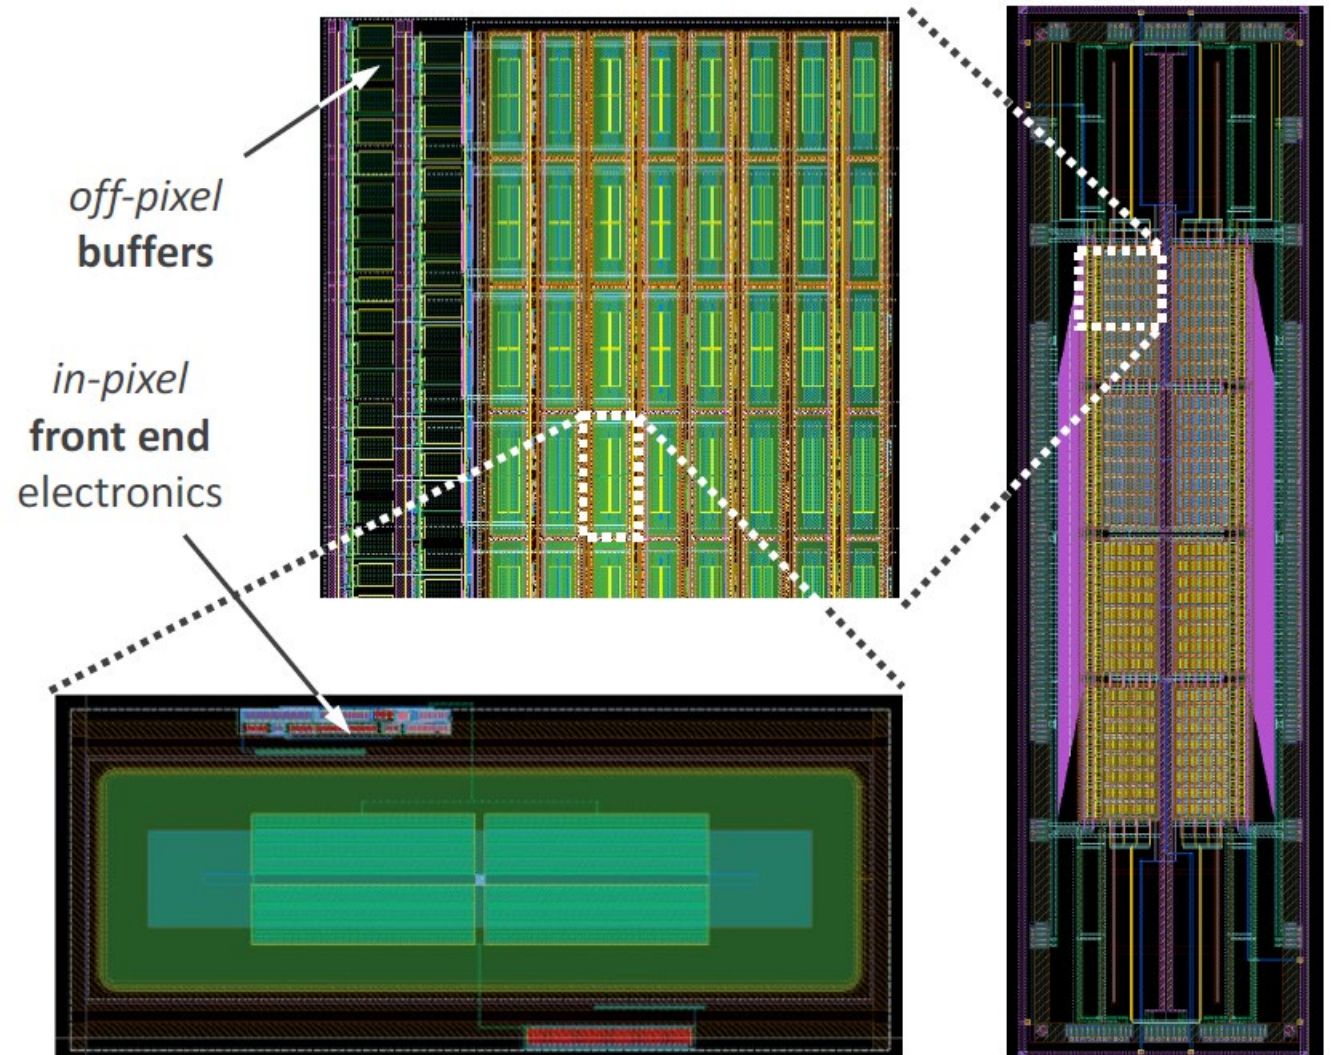 off-pixel
buffers
in-pixel
front end
electronics